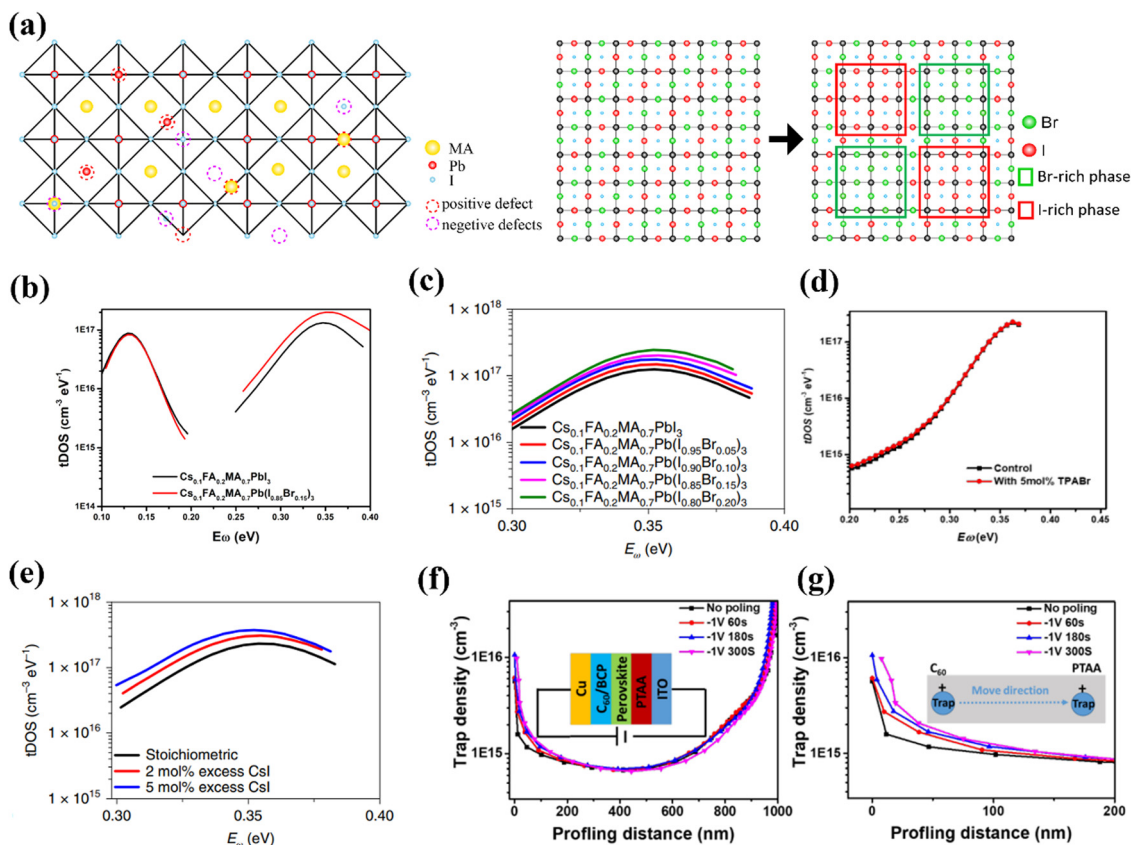 (a)
MA
Pb
I
positive defect
negetive defects
Br
I
Br-rich phase
I-rich phase
(b)
tDOS (cm⁻³ eV⁻¹)
1E17
1E16
1E15
1E14
Cs₀.₁FA₀.₂MA₀.₇PbI₃
Cs₀.₁FA₀.₂MA₀.₇Pb(I₀.₈₅Br₀.₁₅)₃
0.10 0.15 0.20 0.25 0.30 0.35 0.40
Eω (eV)
(c)
tDOS (cm⁻³ eV⁻¹)
1 × 10¹⁸
1 × 10¹⁷
1 × 10¹⁶
1 × 10¹⁵
Cs₀.₁FA₀.₂MA₀.₇PbI₃
Cs₀.₁FA₀.₂MA₀.₇Pb(I₀.₉₅Br₀.₀₅)₃
Cs₀.₁FA₀.₂MA₀.₇Pb(I₀.₉₀Br₀.₁₀)₃
Cs₀.₁FA₀.₂MA₀.₇Pb(I₀.₈₅Br₀.₁₅)₃
Cs₀.₁FA₀.₂MA₀.₇Pb(I₀.₈₀Br₀.₂₀)₃
0.30 0.35 0.40
Eω (eV)
(d)
tDOS (cm⁻³ eV⁻¹)
1E17
1E16
1E15
Control
With 5mol% TPABr
0.20 0.25 0.30 0.35 0.40 0.45
Eω (eV)
(e)
tDOS (cm⁻³ eV⁻¹)
1 × 10¹⁸
1 × 10¹⁷
1 × 10¹⁶
1 × 10¹⁵
Stoichiometric
2 mol% excess CsI
5 mol% excess CsI
0.30 0.35 0.40
Eω (eV)
(f)
Trap density (cm⁻³)
1E16
1E15
No poling
-1V 60s
-1V 180s
-1V 300S
Cu
C₆₀/BCP
Perovskite
PTAA
ITO
0 200 400 600 800 1000
Profling distance (nm)
(g)
Trap density (cm⁻³)
1E16
1E15
No poling
-1V 60s
-1V 180s
-1V 300S
C₆₀ PTAA
+ +
Move direction
Trap Trap
0 100 200
Profling distance (nm)